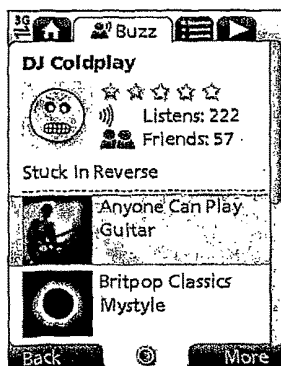 3G
Buzz
DJ Coldplay
Listens: 222
Friends: 57
Stuck In Reverse
Anyone Can Play
Guitar
Britpop Classics
Mystyle
Back
More